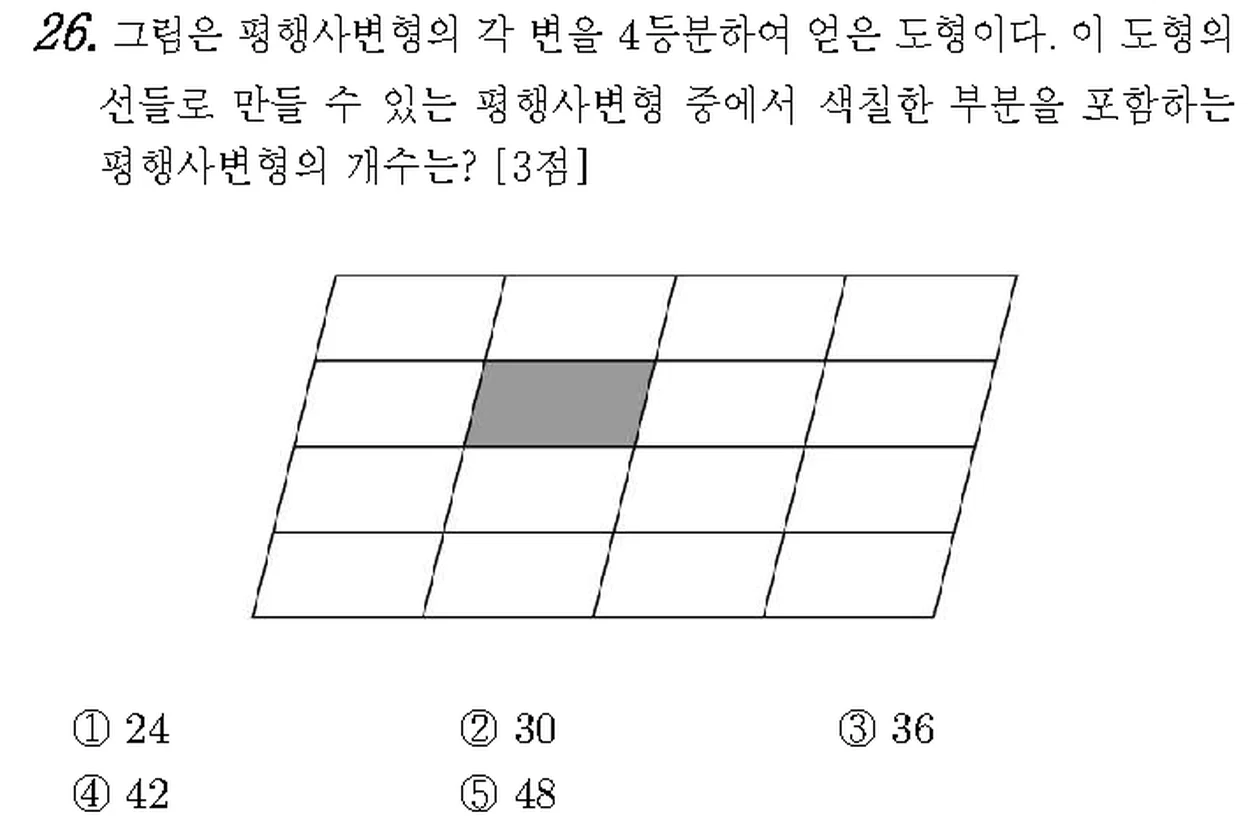 26. 그림은 평행사변형의 각 변을 4등분하여 얻은 도형이다. 이 도형의
선들로 만들 수 있는 평행사변형 중에서 색칠한 부분을 포함하는
평행사변형의 개수는? [3점]
① 24 ② 30 ③ 36
④ 42 ⑤ 48